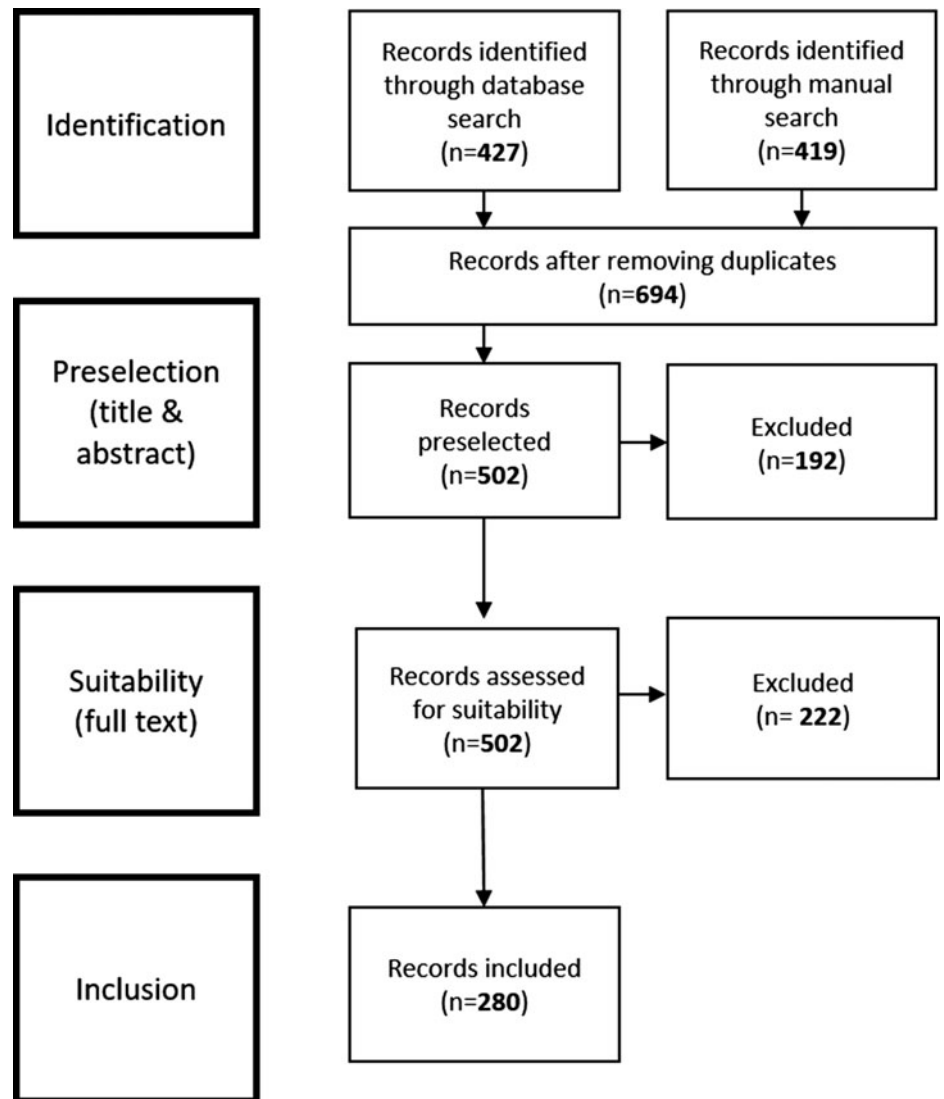 Identification
Records identified
through database
search
(n=427)
Records identified
through manual
search
(n=419)
Records after removing duplicates
(n=694)
Preselection
(title &
abstract)
Records
preselected
(n=502)
Excluded
(n=192)
Suitability
(full text)
Records assessed
for suitability
(n=502)
Excluded
(n= 222)
Inclusion
Records included
(n=280)